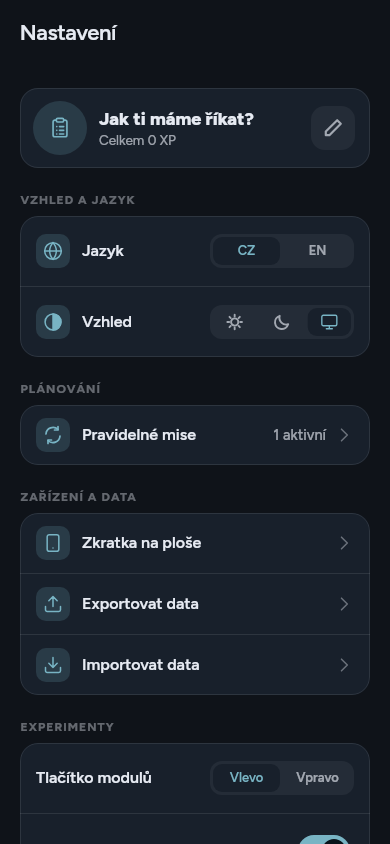 Nastavení
Jak ti máme říkat?
Celkem 0 XP
VZHLED A JAZYK
Jazyk CZ EN
Vzhled
PLÁNOVÁNÍ
Pravidelné mise 1 aktivní
ZAŘÍZENÍ A DATA
Zkratka na ploše
Exportovat data
Importovat data
EXPERIMENTY
Tlačítko modulů Vlevo Vpravo